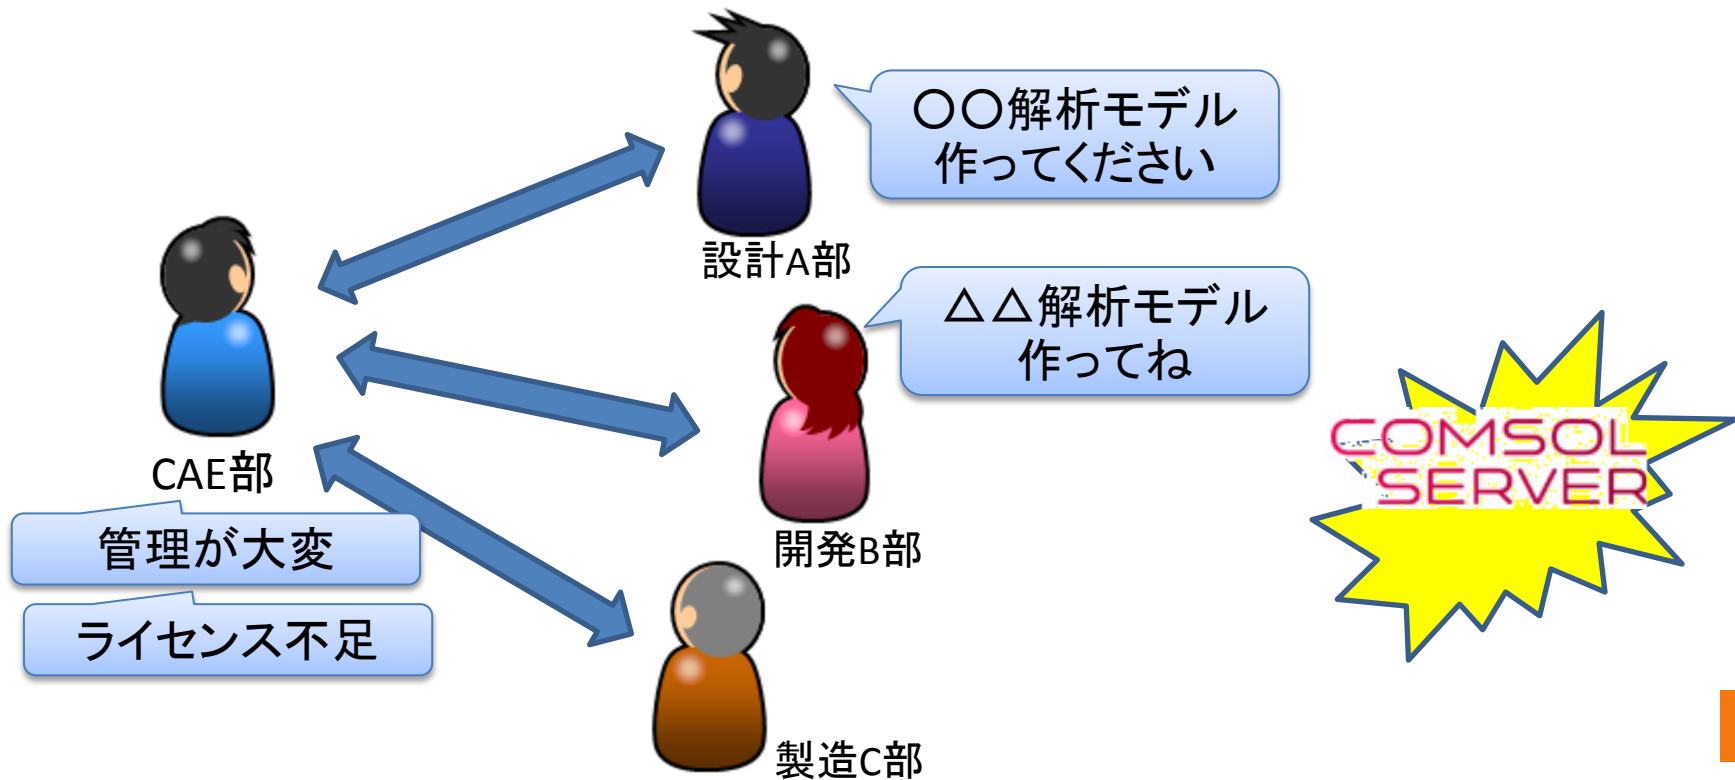 〇〇解析モデル
作ってください
設計A部
△△解析モデル
作ってね
開発B部
CAE部
管理が大変
ライセンス不足
製造C部
COMSOL
SERVER